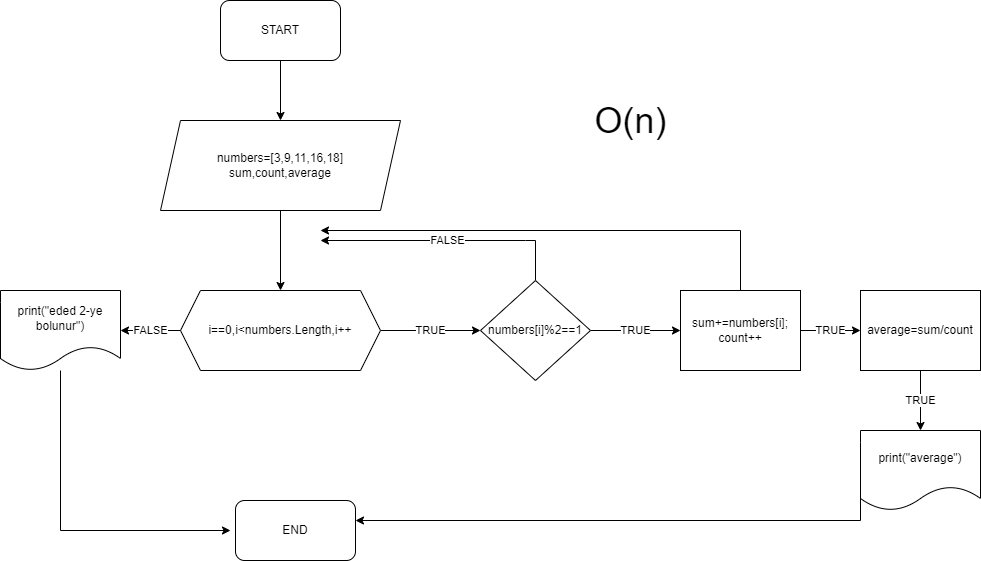 START
O(n)
numbers=[3,9,11,16,18]
sum,count,average
FALSE
print("eded 2-ye
bolunur")
FALSE
i==0,i<numbers.Length,i++
TRUE
numbers[i]%2==1
TRUE
sum+=numbers[i];
count++
TRUE
average=sum/count
TRUE
print("average")
END